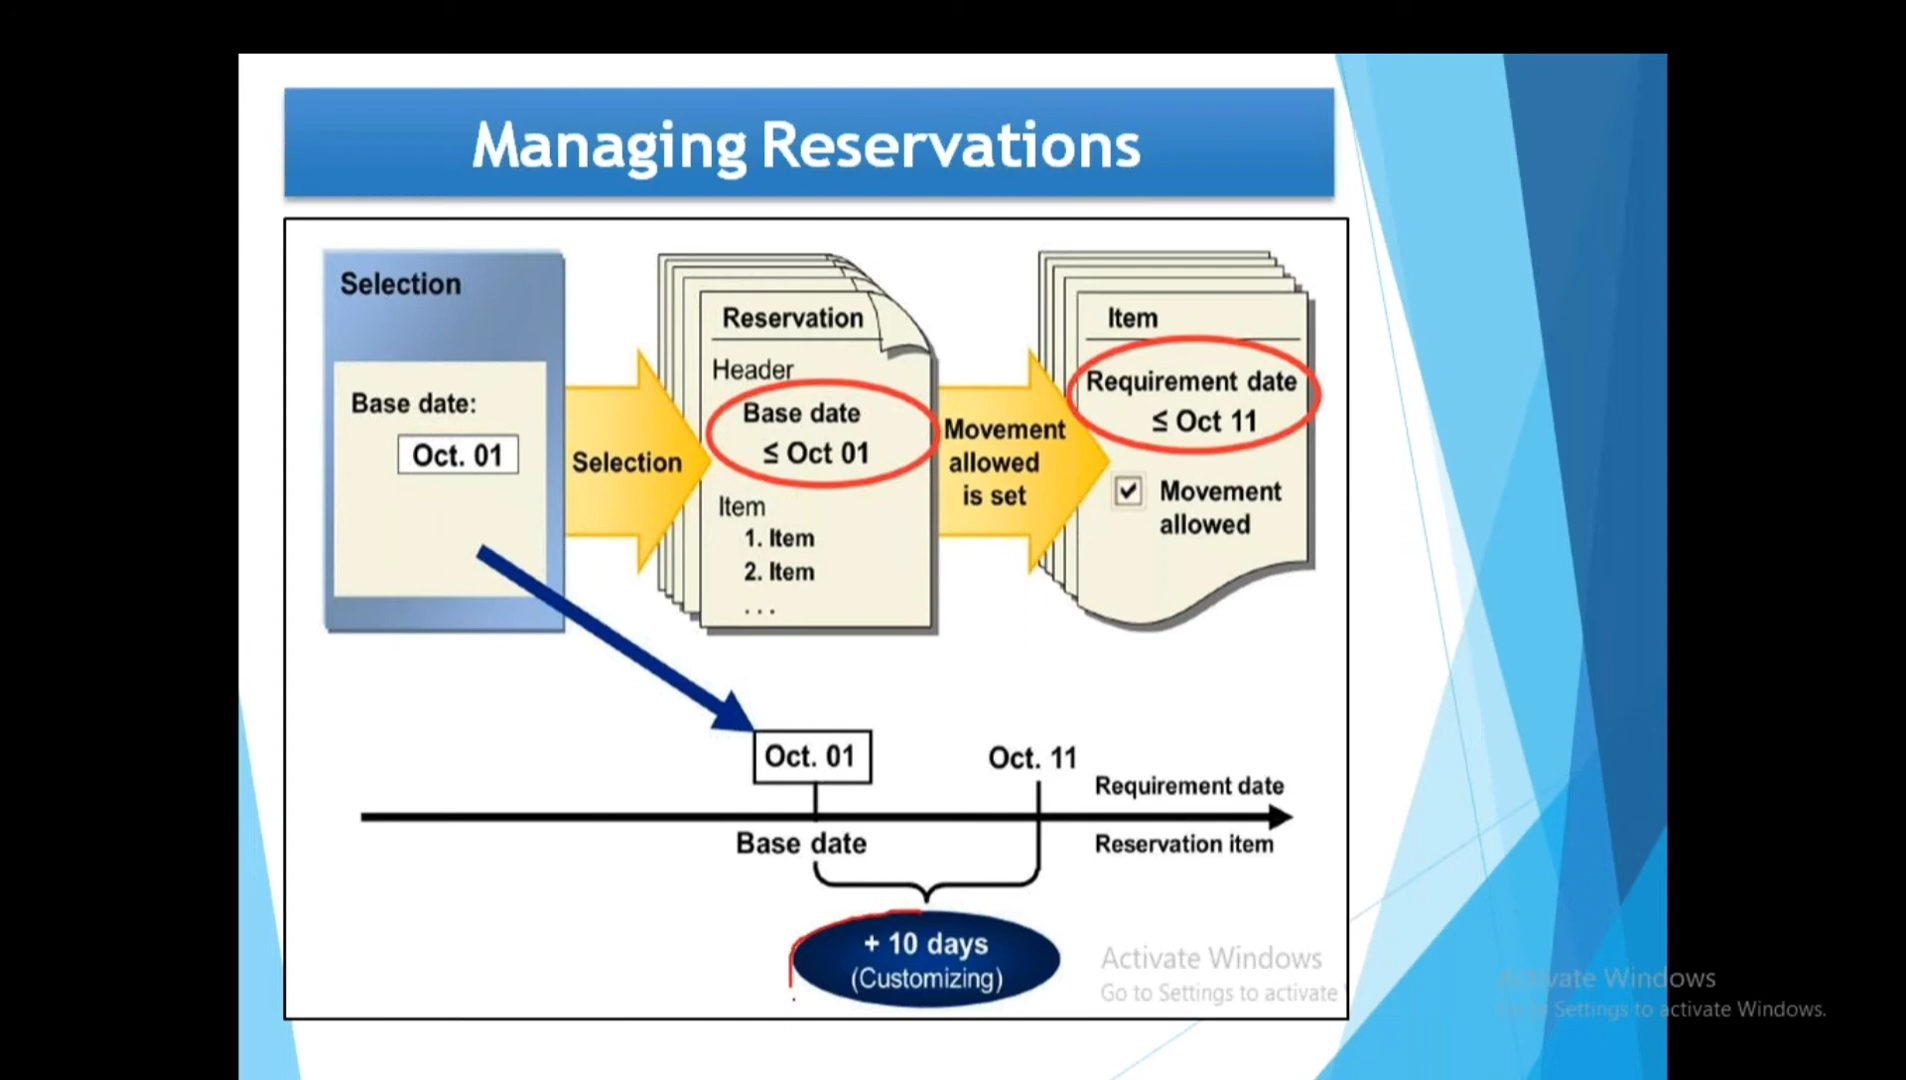 Managing Reservations
Selection
Base date:
Oct. 01
Selection
Reservation
Header
Base date
≤ Oct 01
Item
1. Item
2. Item
...
Movement
allowed
is set
Item
Requirement date
≤ Oct 11
Movement
allowed
Oct. 01
Oct. 11
Requirement date
Base date
Reservation item
+ 10 days
(Customizing)
Activate Windows
Go to Settings to activate
Activate Windows
Go to Settings to activate Windows.